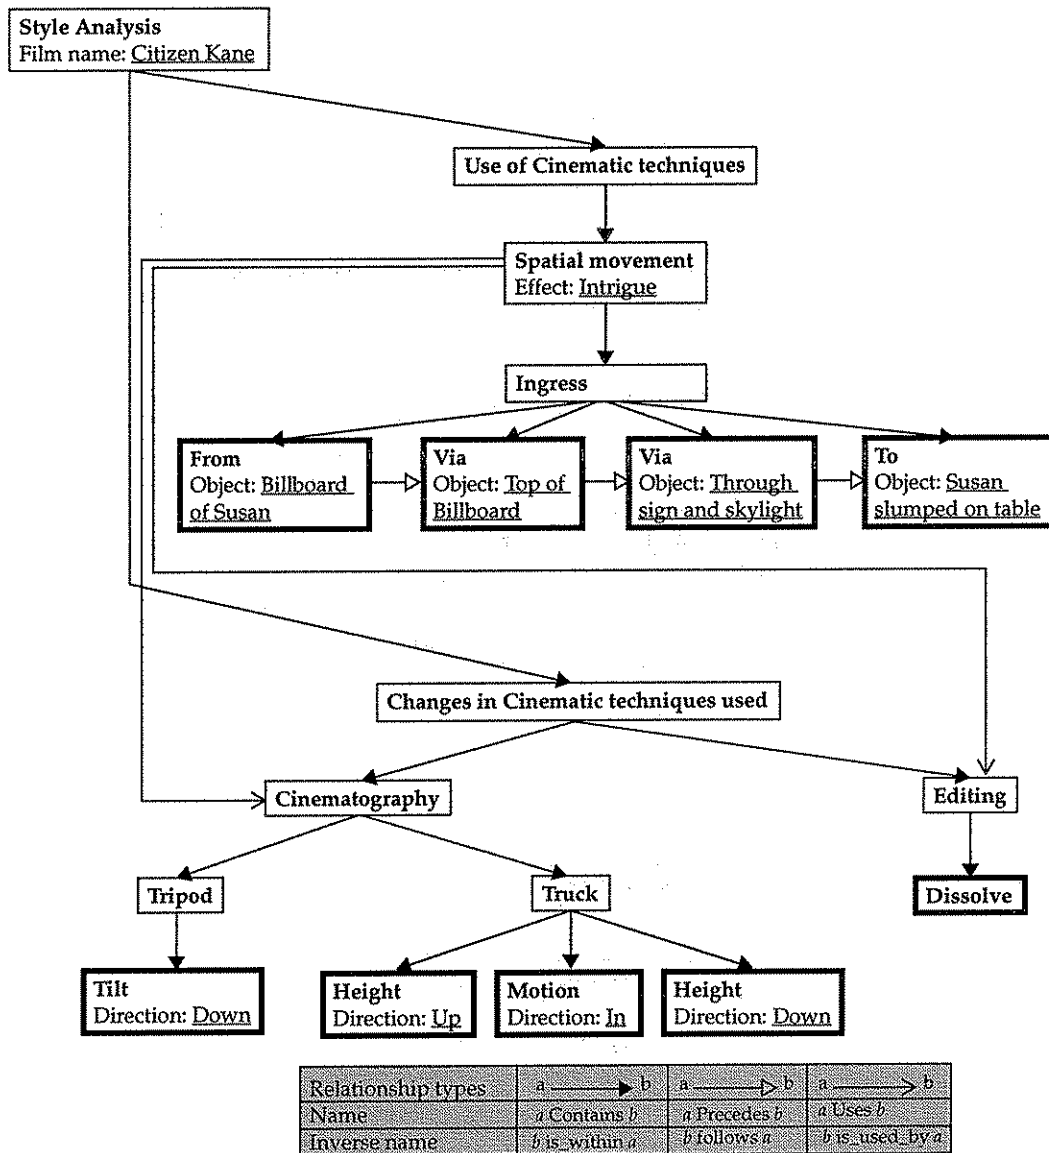 Style Analysis
Film name: Citizen Kane
Use of Cinematic techniques
Spatial movement
Effect: Intrigue
Ingress
From
Object: Billboard
of Susan
Via
Object: Top of
Billboard
Via
Object: Through
sign and skylight
To
Object: Susan
slumped on table
Changes in Cinematic techniques used
Cinematography
Editing
Tripod
Truck
Dissolve
Tilt
Direction: Down
Height
Direction: Up
Motion
Direction: In
Height
Direction: Down
Relationship types a b a b a b
Name a Contains b a Precedes b a Uses b
Inverse name b is_within a b follows a b is_used_by a